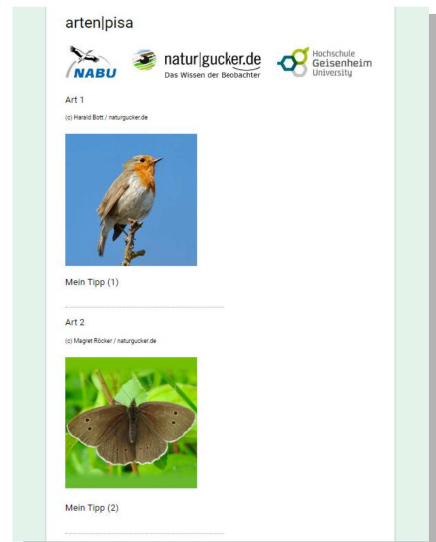 arten|pisa
NABU
natur|gucker.de
Das Wissen der Beobachter
Hochschule
Geisenheim
University
Art 1
(c) Harald Bott / naturgucker.de
Mein Tipp (1)
Art 2
(c) Magret Röcker / naturgucker.de
Mein Tipp (2)